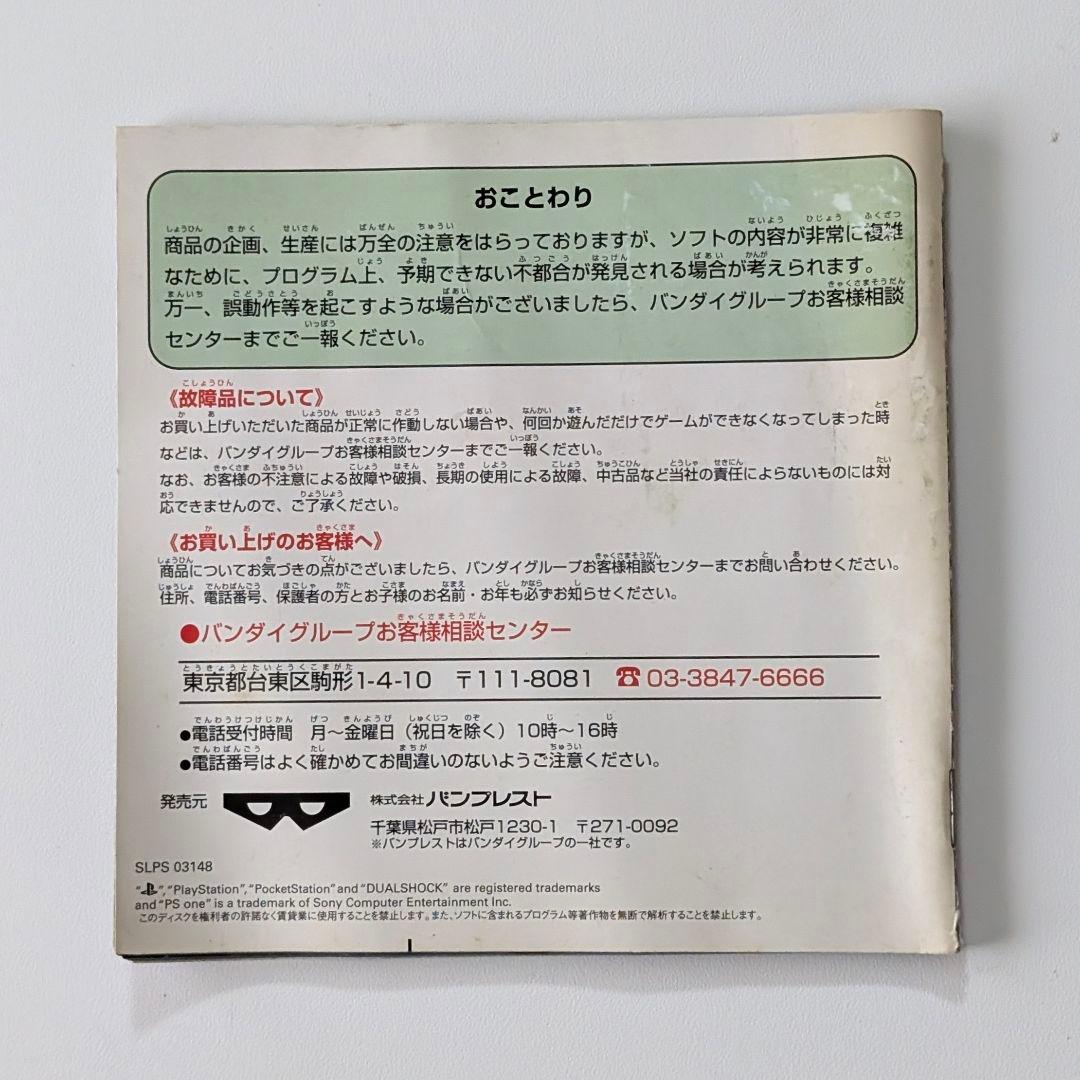 おことわり
商品の企画、生産には万全の注意をはらっておりますが、ソフトの内容が非常に複雑
なために、プログラム上、予期できない不都合が発見される場合が考えられます。
万一、誤動作等を起こすような場合がございましたら、バンダイグループお客様相談
センターまでご一報ください。
《故障品について》
お買い上げいただいた商品が正常に作動しない場合や、何回か遊んだだけでゲームができなくなってしまった時
などは、バンダイグループお客様相談センターまでご一報ください。
なお、お客様の不注意による故障や破損、長期の使用による故障、中古品など当社の責任によらないものには対
応できませんので、ご了承ください。
《お買い上げのお客様へ》
商品についてお気づきの点がございましたら、バンダイグループお客様相談センターまでお問い合わせください。
住所、電話番号、保護者の方とお子様のお名前・お年も必ずお知らせください。
●バンダイグループお客様相談センター
東京都台東区駒形1-4-10 〒111-8081 ☎03-3847-6666
●電話受付時間 月〜金曜日（祝日を除く）10時〜16時
●電話番号はよく確かめてお間違いのないようご注意ください。
発売元 株式会社バンプレスト
千葉県松戸市松戸1230-1 〒271-0092
※バンプレストはバンダイグループの一社です。
SLPS 03148
“ ”, “PlayStation”, “PocketStation” and “DUALSHOCK” are registered trademarks
and “PS one” is a trademark of Sony Computer Entertainment Inc.
このディスクを権利者の許諾なく賃貸業に使用することを禁止します。また、ソフトに含まれるプログラム等著作物を無断で解析することを禁止します。